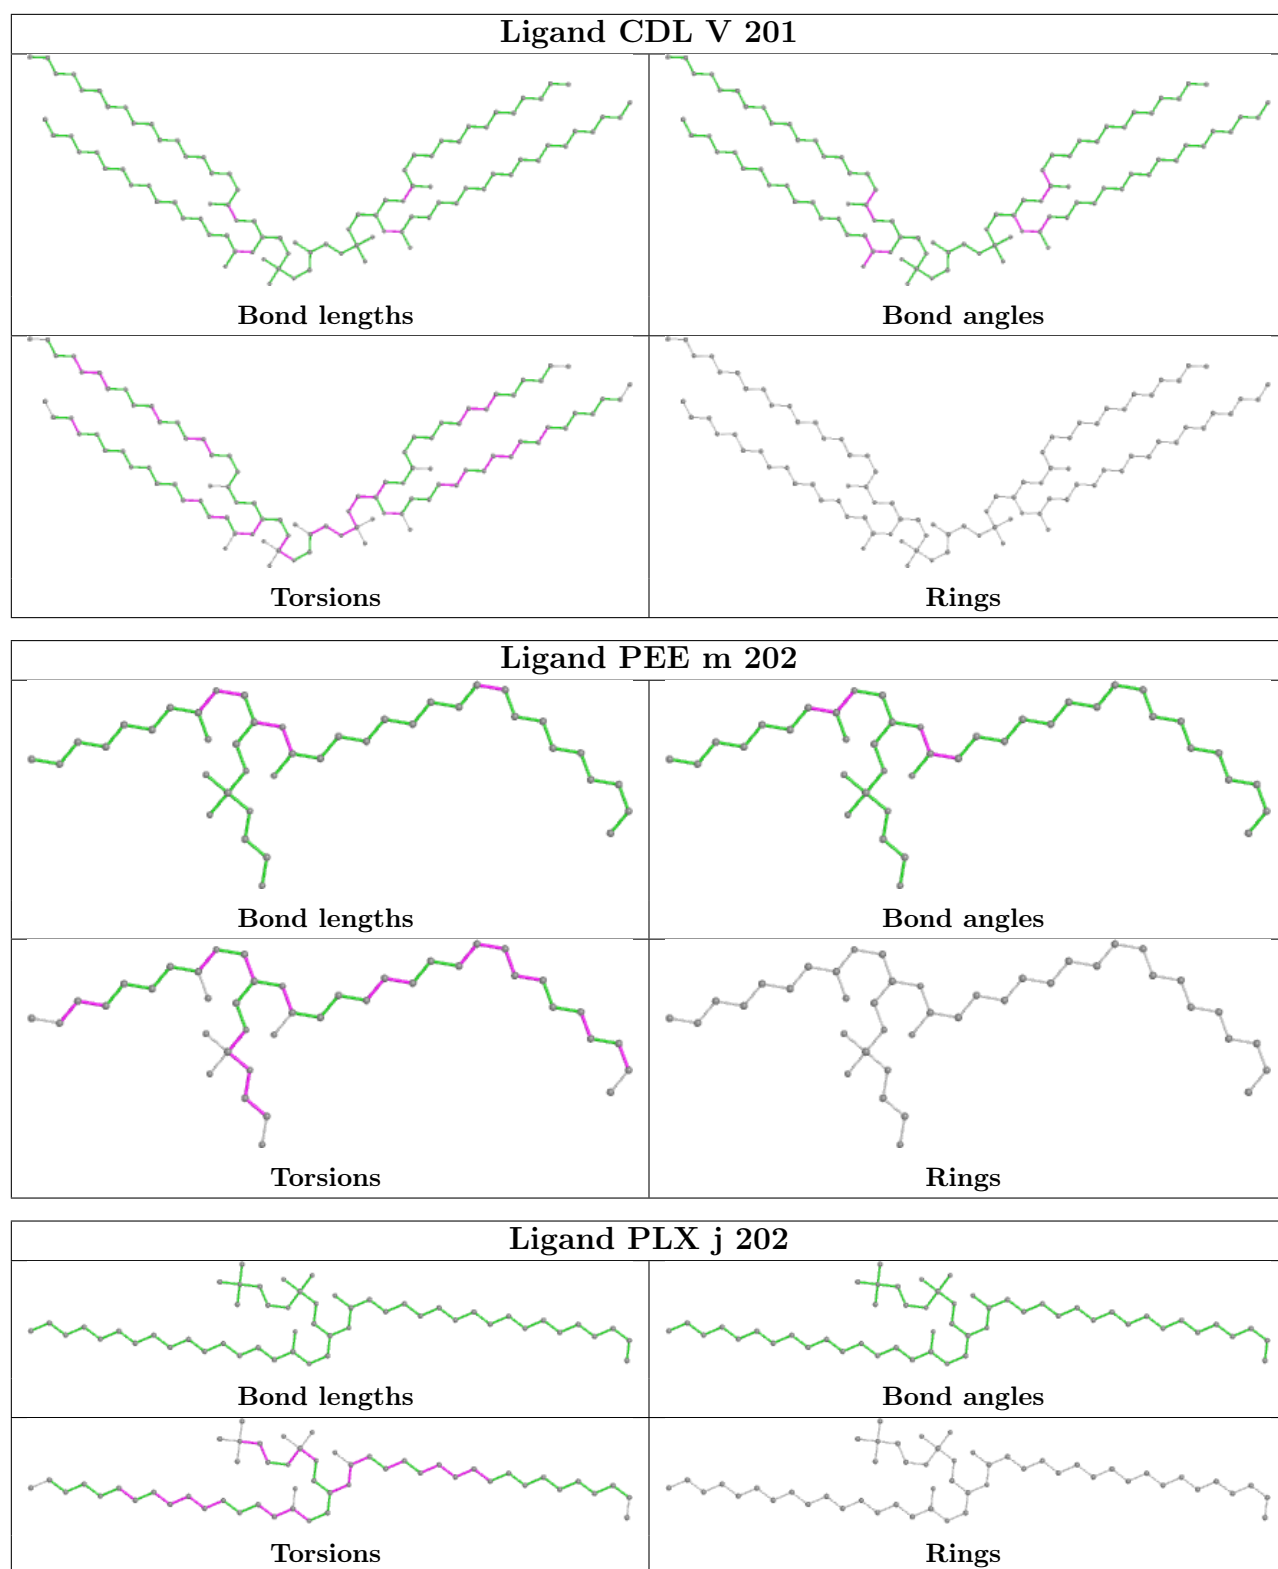 Ligand CDL V 201
Bond lengths
Bond angles
Torsions
Rings
Ligand PEE m 202
Bond lengths
Bond angles
Torsions
Rings
Ligand PLX j 202
Bond lengths
Bond angles
Torsions
Rings